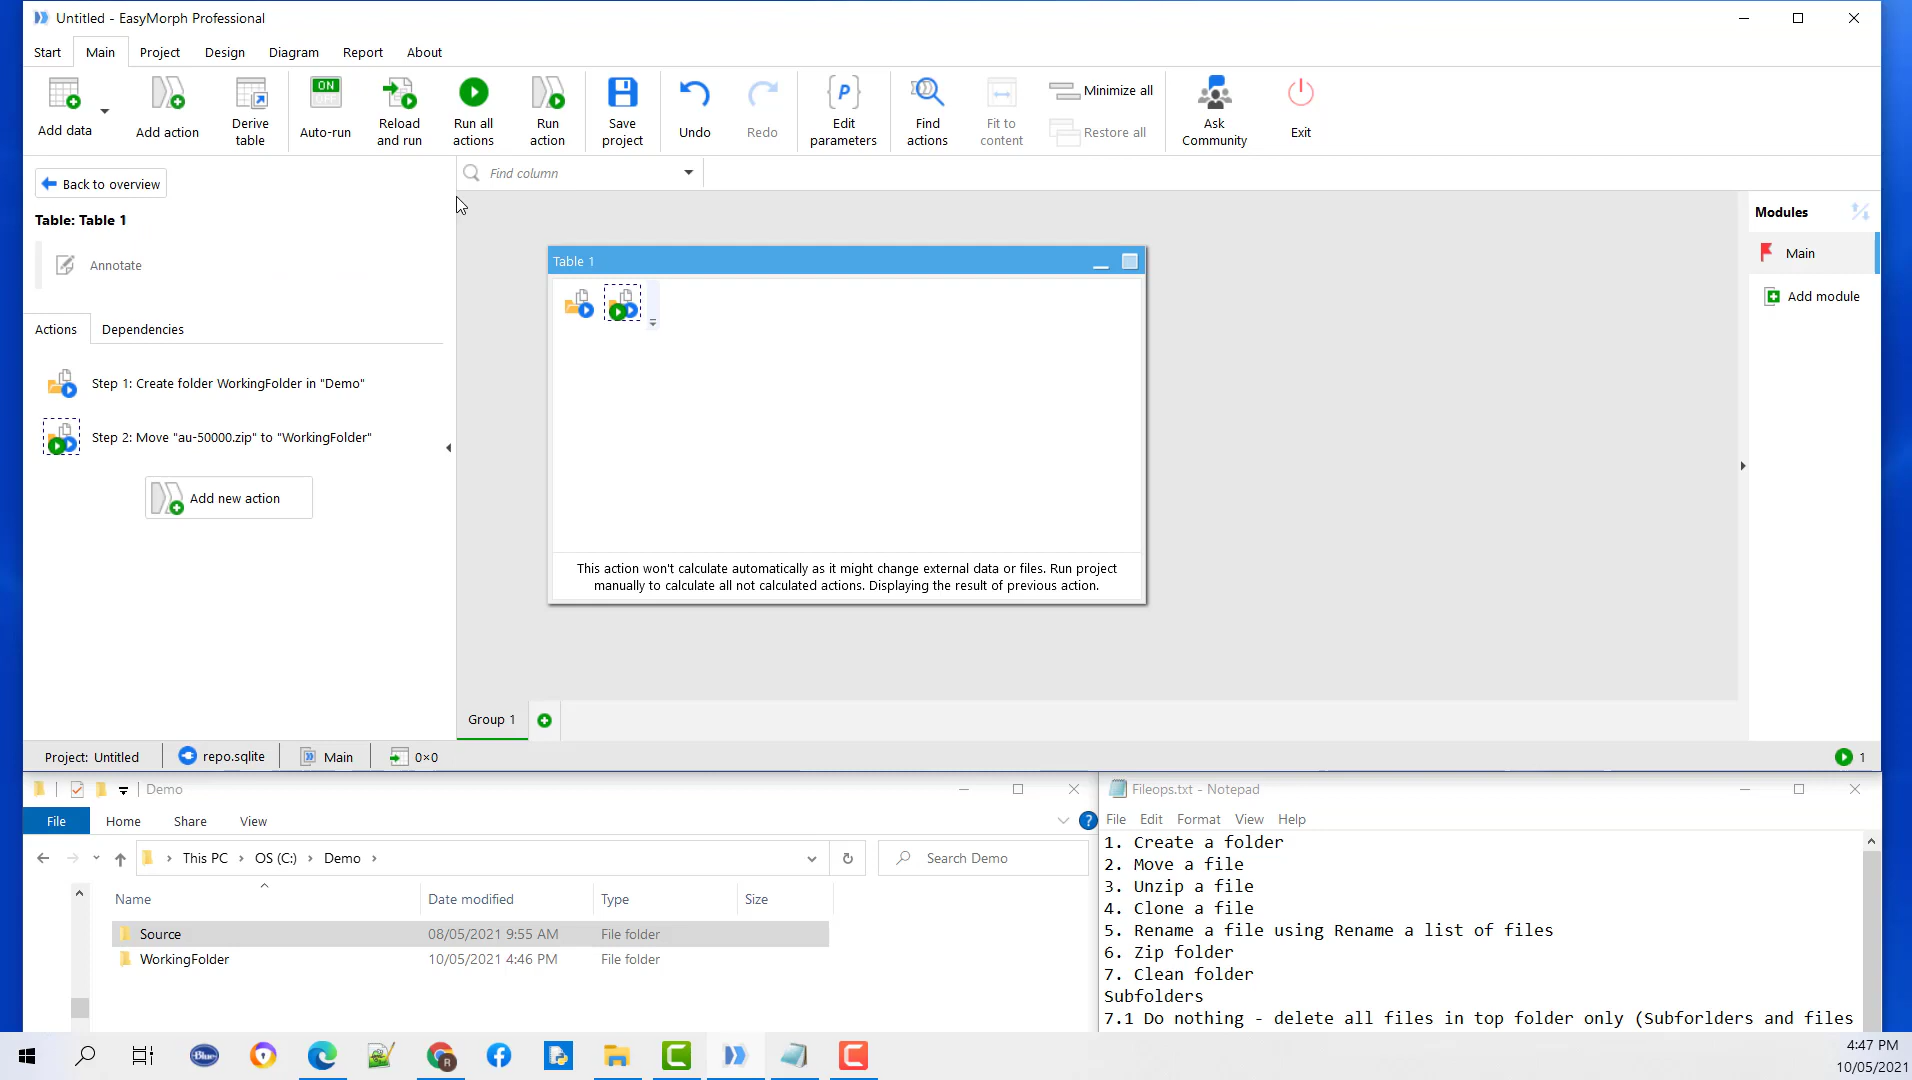 Untitled - EasyMorph Professional
Start Main Project Design Diagram Report About
Add data
Add action
Derive table
ON
OFF
Auto-run
Reload and run
Run all actions
Run action
Save project
Undo
Redo
P
Edit parameters
Find actions
Fit to content
Minimize all
Restore all
Ask Community
Exit
Back to overview
Find column
Table: Table 1
Annotate
Actions Dependencies
Step 1: Create folder WorkingFolder in "Demo"
Step 2: Move "au-50000.zip" to "WorkingFolder"
Add new action
Table 1
This action won't calculate automatically as it might change external data or files. Run project
manually to calculate all not calculated actions. Displaying the result of previous action.
Modules
Main
Add module
Group 1
Project: Untitled
repo.sqlite
Main
0×0
1
Demo
File Home Share View
?
This PC > OS (C:) > Demo >
Search Demo
Name Date modified Type Size
Source 08/05/2021 9:55 AM File folder
WorkingFolder 10/05/2021 4:46 PM File folder
Fileops.txt - Notepad
File Edit Format View Help
1. Create a folder
2. Move a file
3. Unzip a file
4. Clone a file
5. Rename a file using Rename a list of files
6. Zip folder
7. Clean folder
Subfolders
7.1 Do nothing - delete all files in top folder only (Subforlders and files
Blue
R
4:47 PM
10/05/2021